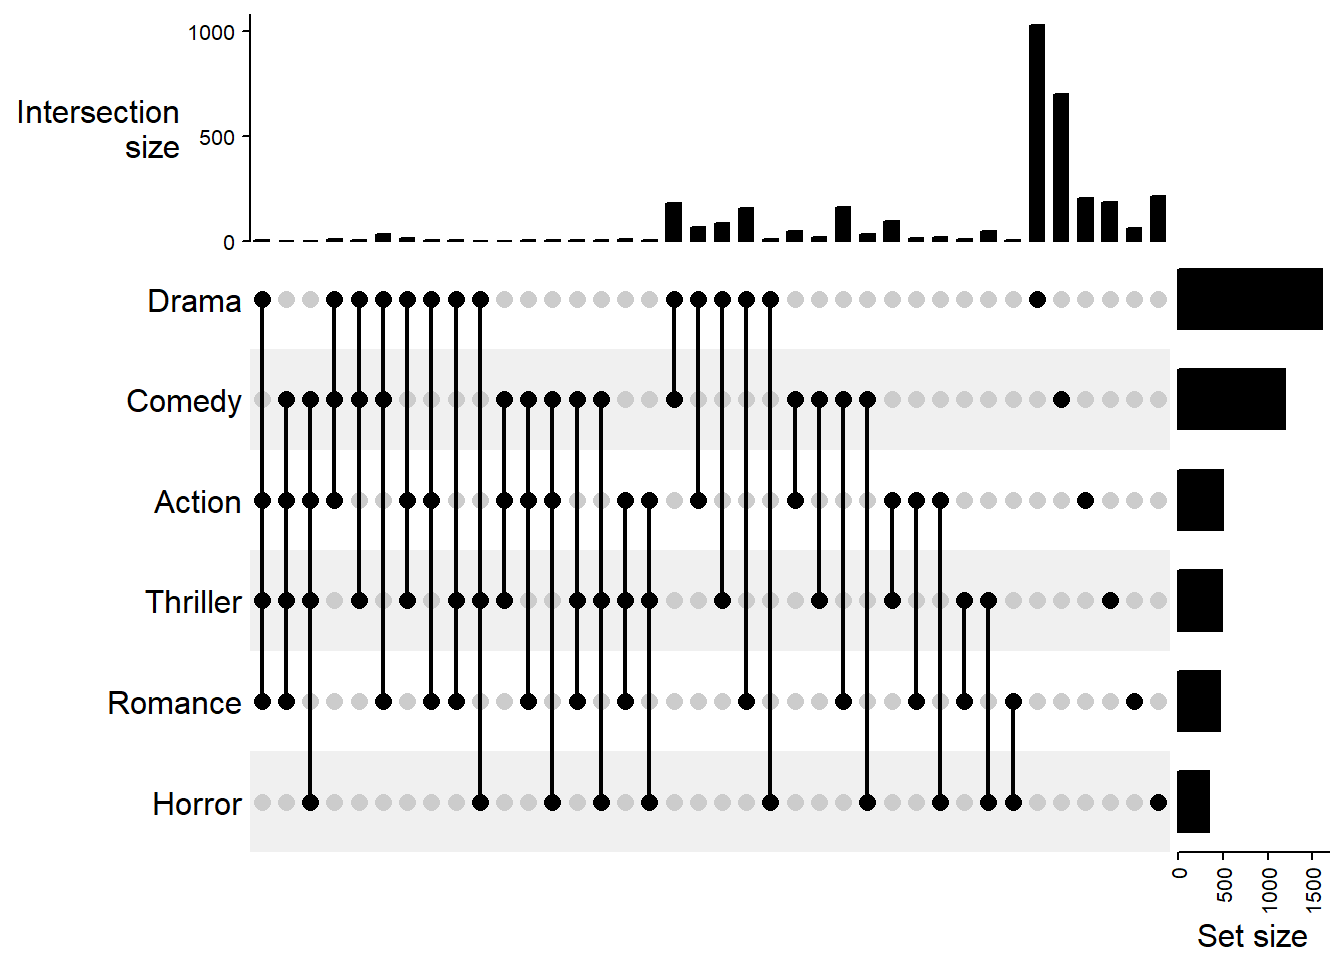 1000
Intersection
size
500
0
Drama
Comedy
Action
Thriller
Romance
Horror
0
500
1000
1500
Set size